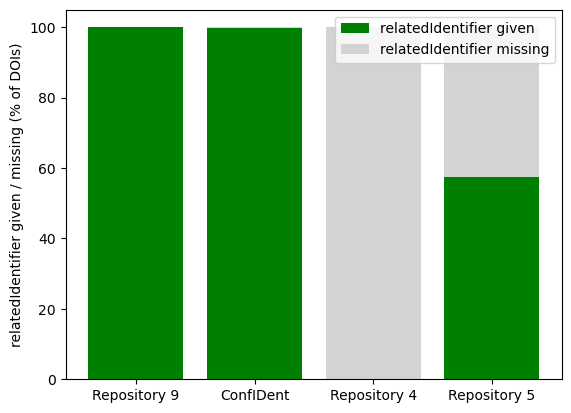 relatedIdentifier given
relatedIdentifier missing
relatedIdentifier given / missing (% of DOIs)
100
80
60
40
20
0
Repository 9 ConfIDent Repository 4 Repository 5